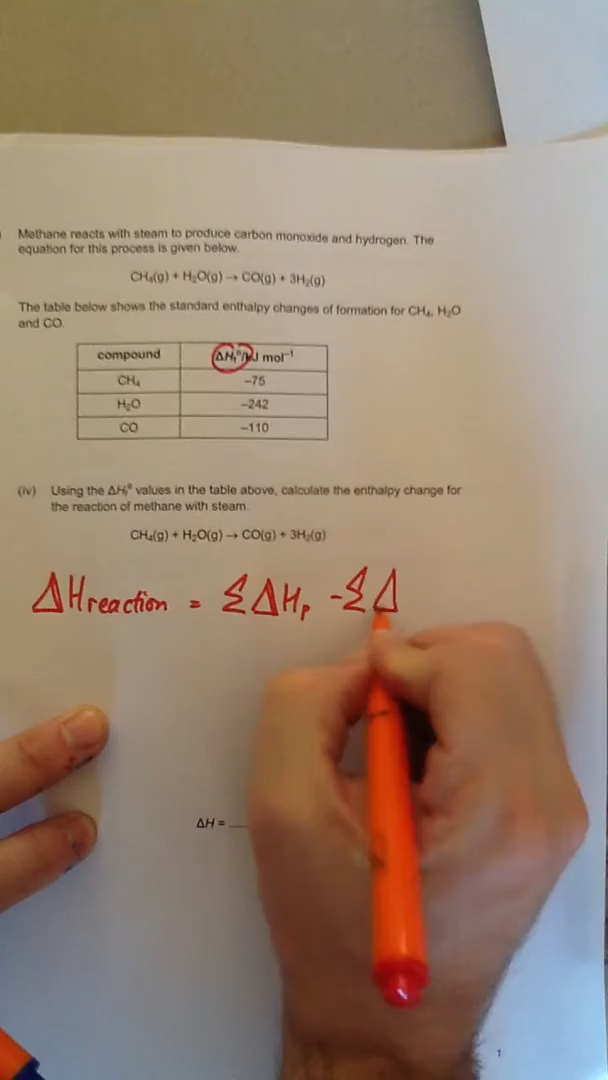 Methane reacts with steam to produce carbon monoxide and hydrogen. The
equation for this process is given below.
CH₄(g) + H₂O(g) → CO(g) + 3H₂(g)
The table below shows the standard enthalpy changes of formation for CH₄, H₂O
and CO.
compound ΔHfᶿ/kJ mol⁻¹
CH₄ −75
H₂O −242
CO −110
(iv) Using the ΔHfᶿ values in the table above, calculate the enthalpy change for
the reaction of methane with steam.
CH₄(g) + H₂O(g) → CO(g) + 3H₂(g)
ΔHreaction = ΣΔHp - ΣΔ
ΔH =
1